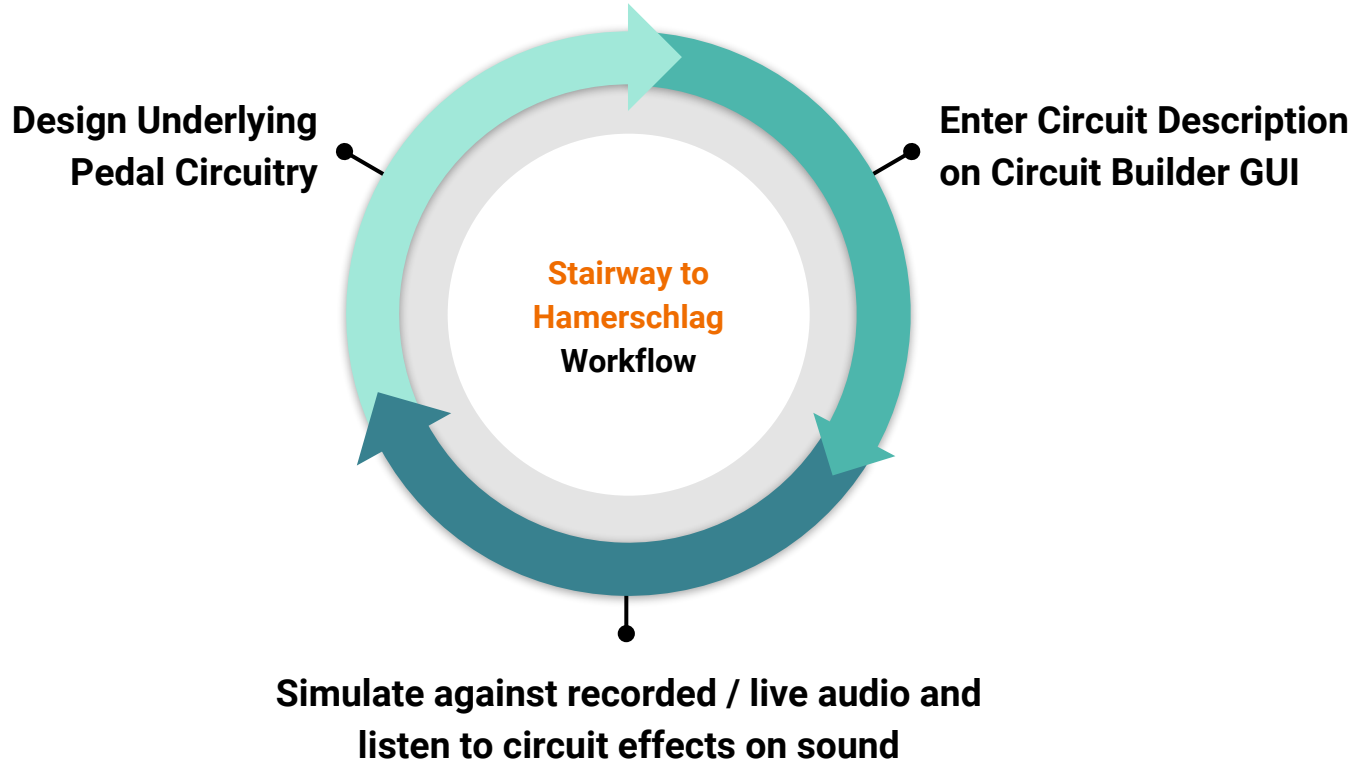 Design Underlying
Pedal Circuitry
Enter Circuit Description
on Circuit Builder GUI
Stairway to
Hamerschlag
Workflow
Simulate against recorded / live audio and
listen to circuit effects on sound